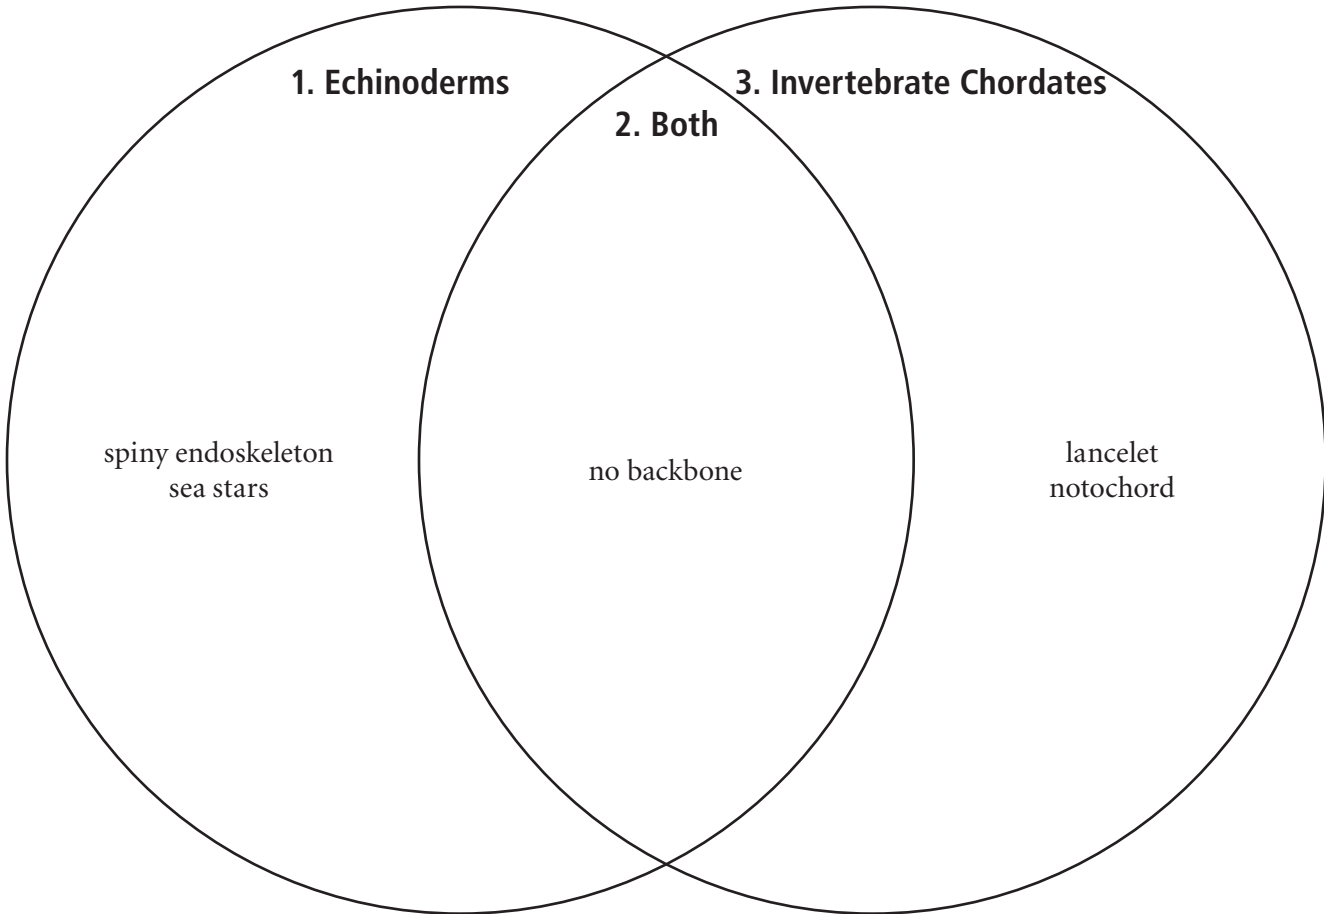 1. Echinoderms
2. Both
3. Invertebrate Chordates
spiny endoskeleton
sea stars
no backbone
lancelet
notochord